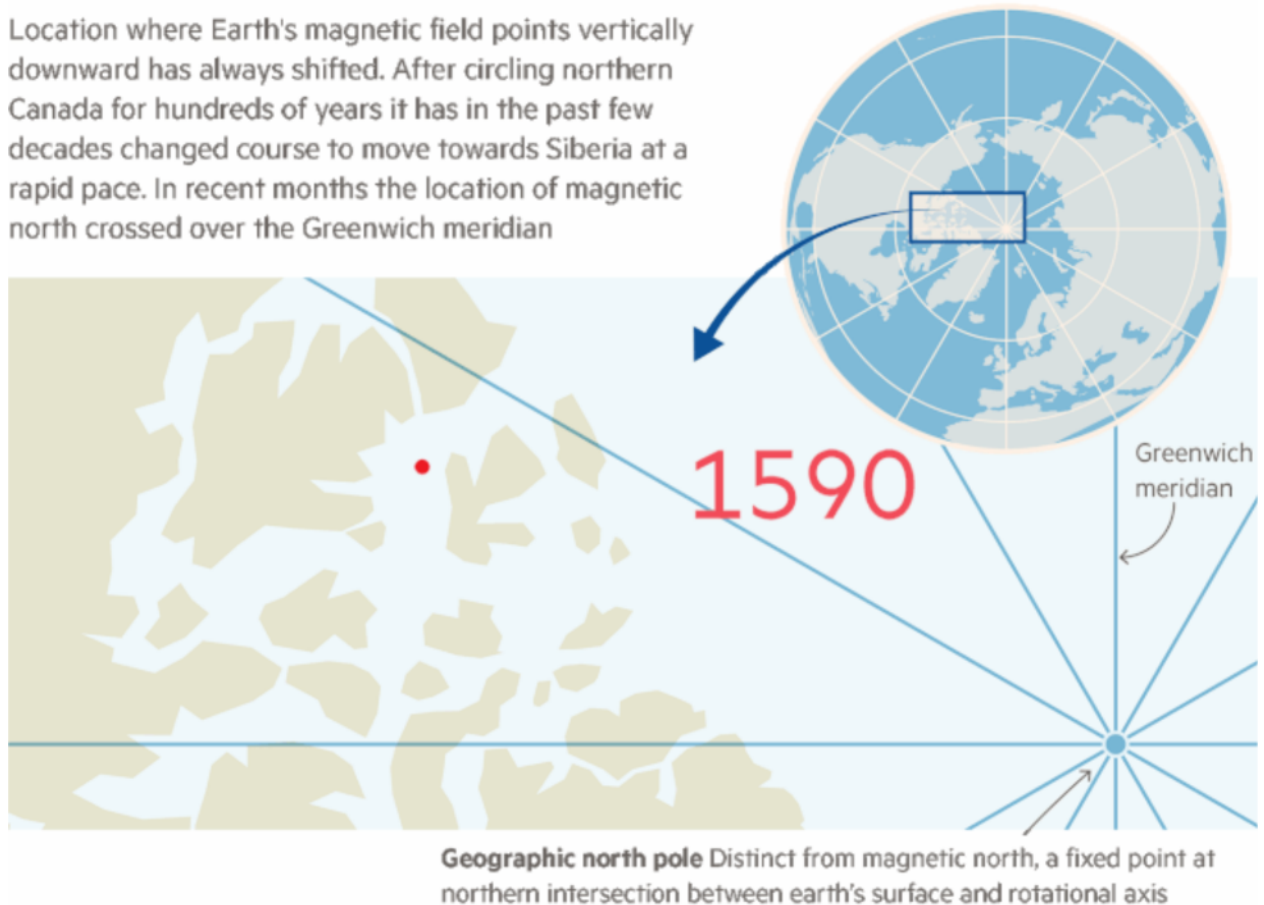 Location where Earth's magnetic field points vertically
downward has always shifted. After circling northern
Canada for hundreds of years it has in the past few
decades changed course to move towards Siberia at a
rapid pace. In recent months the location of magnetic
north crossed over the Greenwich meridian
1590
Greenwich
meridian
Geographic north pole Distinct from magnetic north, a fixed point at
northern intersection between earth's surface and rotational axis